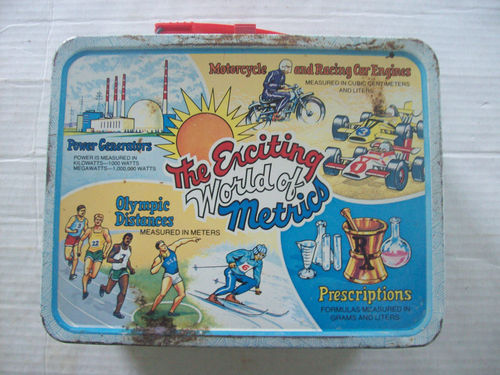 Motorcycle and Racing Car Engines
MEASURED IN CUBIC CENTIMETERS
AND LITERS
Power Generators
POWER IS MEASURED IN
KILOWATTS—1000 WATTS
MEGAWATTS—1,000,000 WATTS
The Exciting
World of
Metrics
Olympic
Distances
MEASURED IN METERS
Prescriptions
FORMULAS MEASURED IN
GRAMS AND LITERS